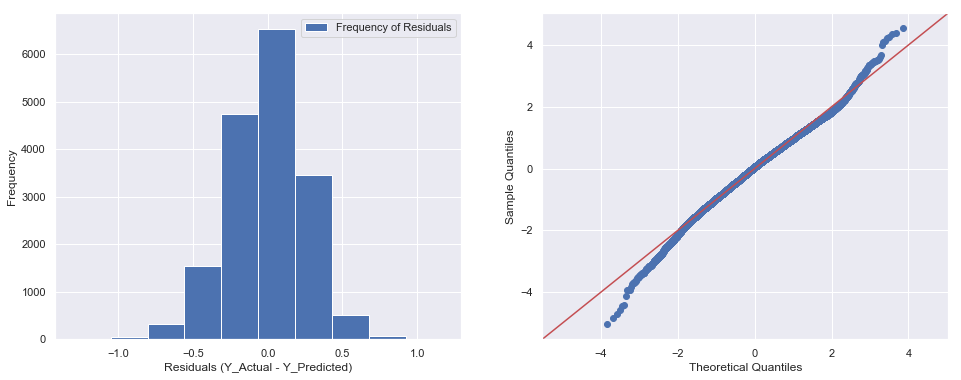 Frequency of Residuals
6000
5000
4000
3000
2000
1000
0
Frequency
−1.0 −0.5 0.0 0.5 1.0
Residuals (Y_Actual - Y_Predicted)
4
2
0
−2
−4
Sample Quantiles
−4 −2 0 2 4
Theoretical Quantiles